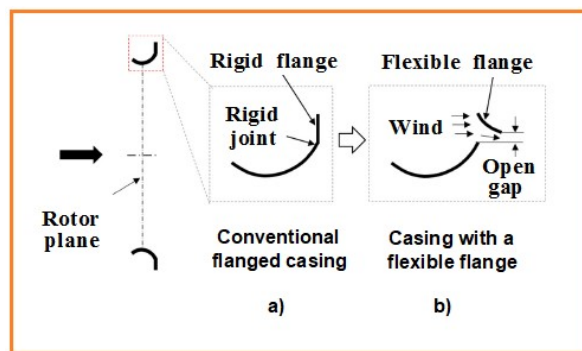 Rigid flange
Rigid
joint
Flexible flange
Wind
Open
gap
Rotor
plane
Conventional
flanged casing
Casing with a
flexible flange
a)
b)